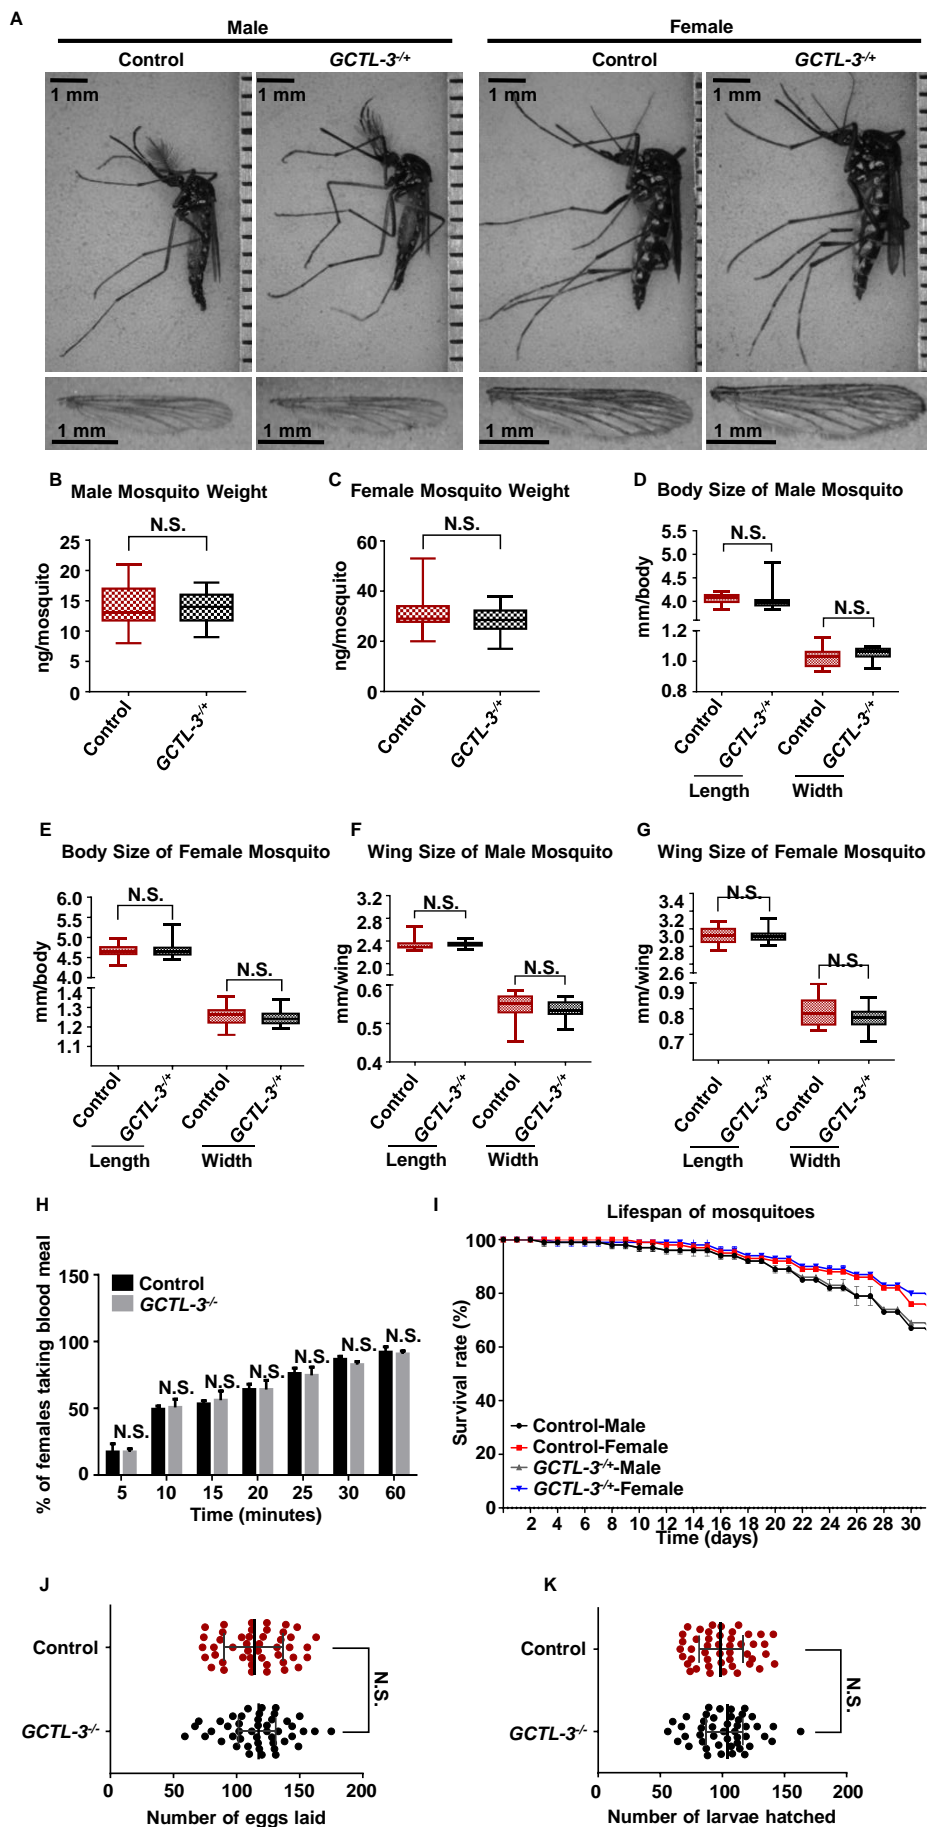 A
Male
Female
Control
GCTL-3-/+
Control
GCTL-3-/+
1 mm
1 mm
1 mm
1 mm
1 mm
1 mm
1 mm
1 mm
B
Male Mosquito Weight
N.S.
ng/mosquito
25
20
15
10
5
0
Control
GCTL-3-/+
C
Female Mosquito Weight
N.S.
ng/mosquito
60
40
20
0
Control
GCTL-3-/+
D
Body Size of Male Mosquito
N.S.
N.S.
mm/body
5.5
5.0
4.5
4.0
1.2
1.0
0.8
Control
GCTL-3-/+
Control
GCTL-3-/+
Length
Width
E
Body Size of Female Mosquito
N.S.
N.S.
mm/body
6.0
5.5
5.0
4.5
4.0
1.4
1.3
1.2
1.1
Control
GCTL-3-/+
Control
GCTL-3-/+
Length
Width
F
Wing Size of Male Mosquito
N.S.
N.S.
mm/wing
3.2
2.8
2.4
2.0
0.6
0.5
0.4
Control
GCTL-3-/+
Control
GCTL-3-/+
Length
Width
G
Wing Size of Female Mosquito
N.S.
N.S.
mm/wing
3.4
3.2
3.0
2.8
2.6
0.9
0.8
0.7
Control
GCTL-3-/+
Control
GCTL-3-/+
Length
Width
H
% of females taking blood meal
150
100
50
0
Control
GCTL-3-/-
N.S.
N.S.
N.S.
N.S.
N.S.
N.S.
N.S.
5 10 15 20 25 30 60
Time (minutes)
I
Lifespan of mosquitoes
Survival rate (%)
100
80
60
40
20
0
Control-Male
Control-Female
GCTL-3-/+-Male
GCTL-3-/+-Female
2 4 6 8 10 12 14 16 18 20 22 24 26 28 30
Time (days)
J
Control
GCTL-3-/-
N.S.
0 50 100 150 200
Number of eggs laid
K
Control
GCTL-3-/-
N.S.
0 50 100 150 200
Number of larvae hatched